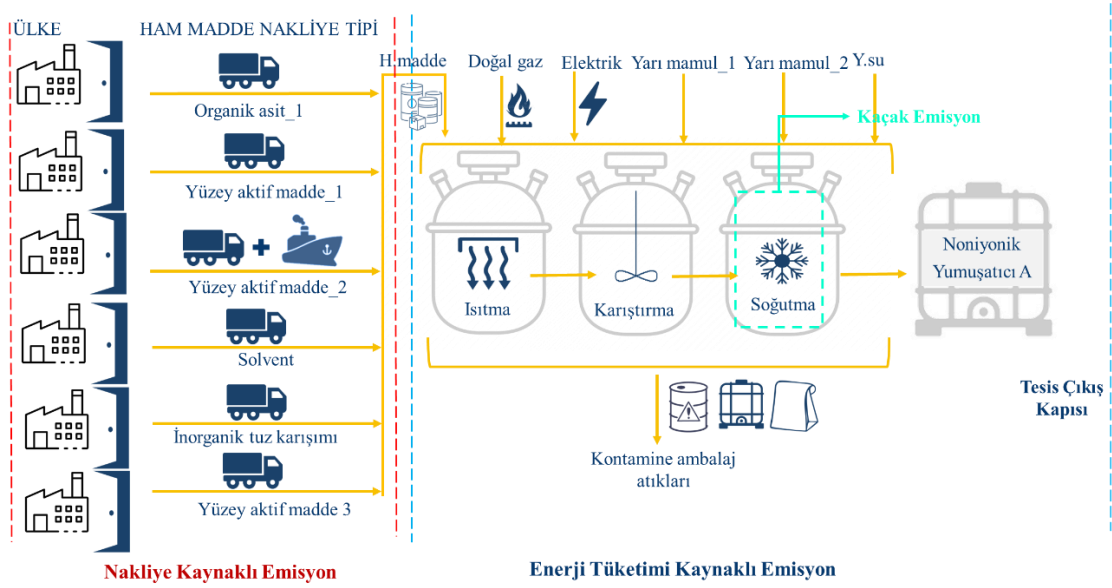 ÜLKE
HAM MADDE NAKLİYE TİPİ
Organik asit_1
Yüzey aktif madde_1
Yüzey aktif madde_2
Solvent
İnorganik tuz karışımı
Yüzey aktif madde 3
Nakliye Kaynaklı Emisyon
H.madde
Doğal gaz
Elektrik
Yarı mamul_1
Yarı mamul_2
Y.su
Kaçak Emisyon
Isıtma
Karıştırma
Soğutma
Noniyonik
Yumuşatıcı A
Kontamine ambalaj
atıkları
Tesis Çıkış
Kapısı
Enerji Tüketimi Kaynaklı Emisyon